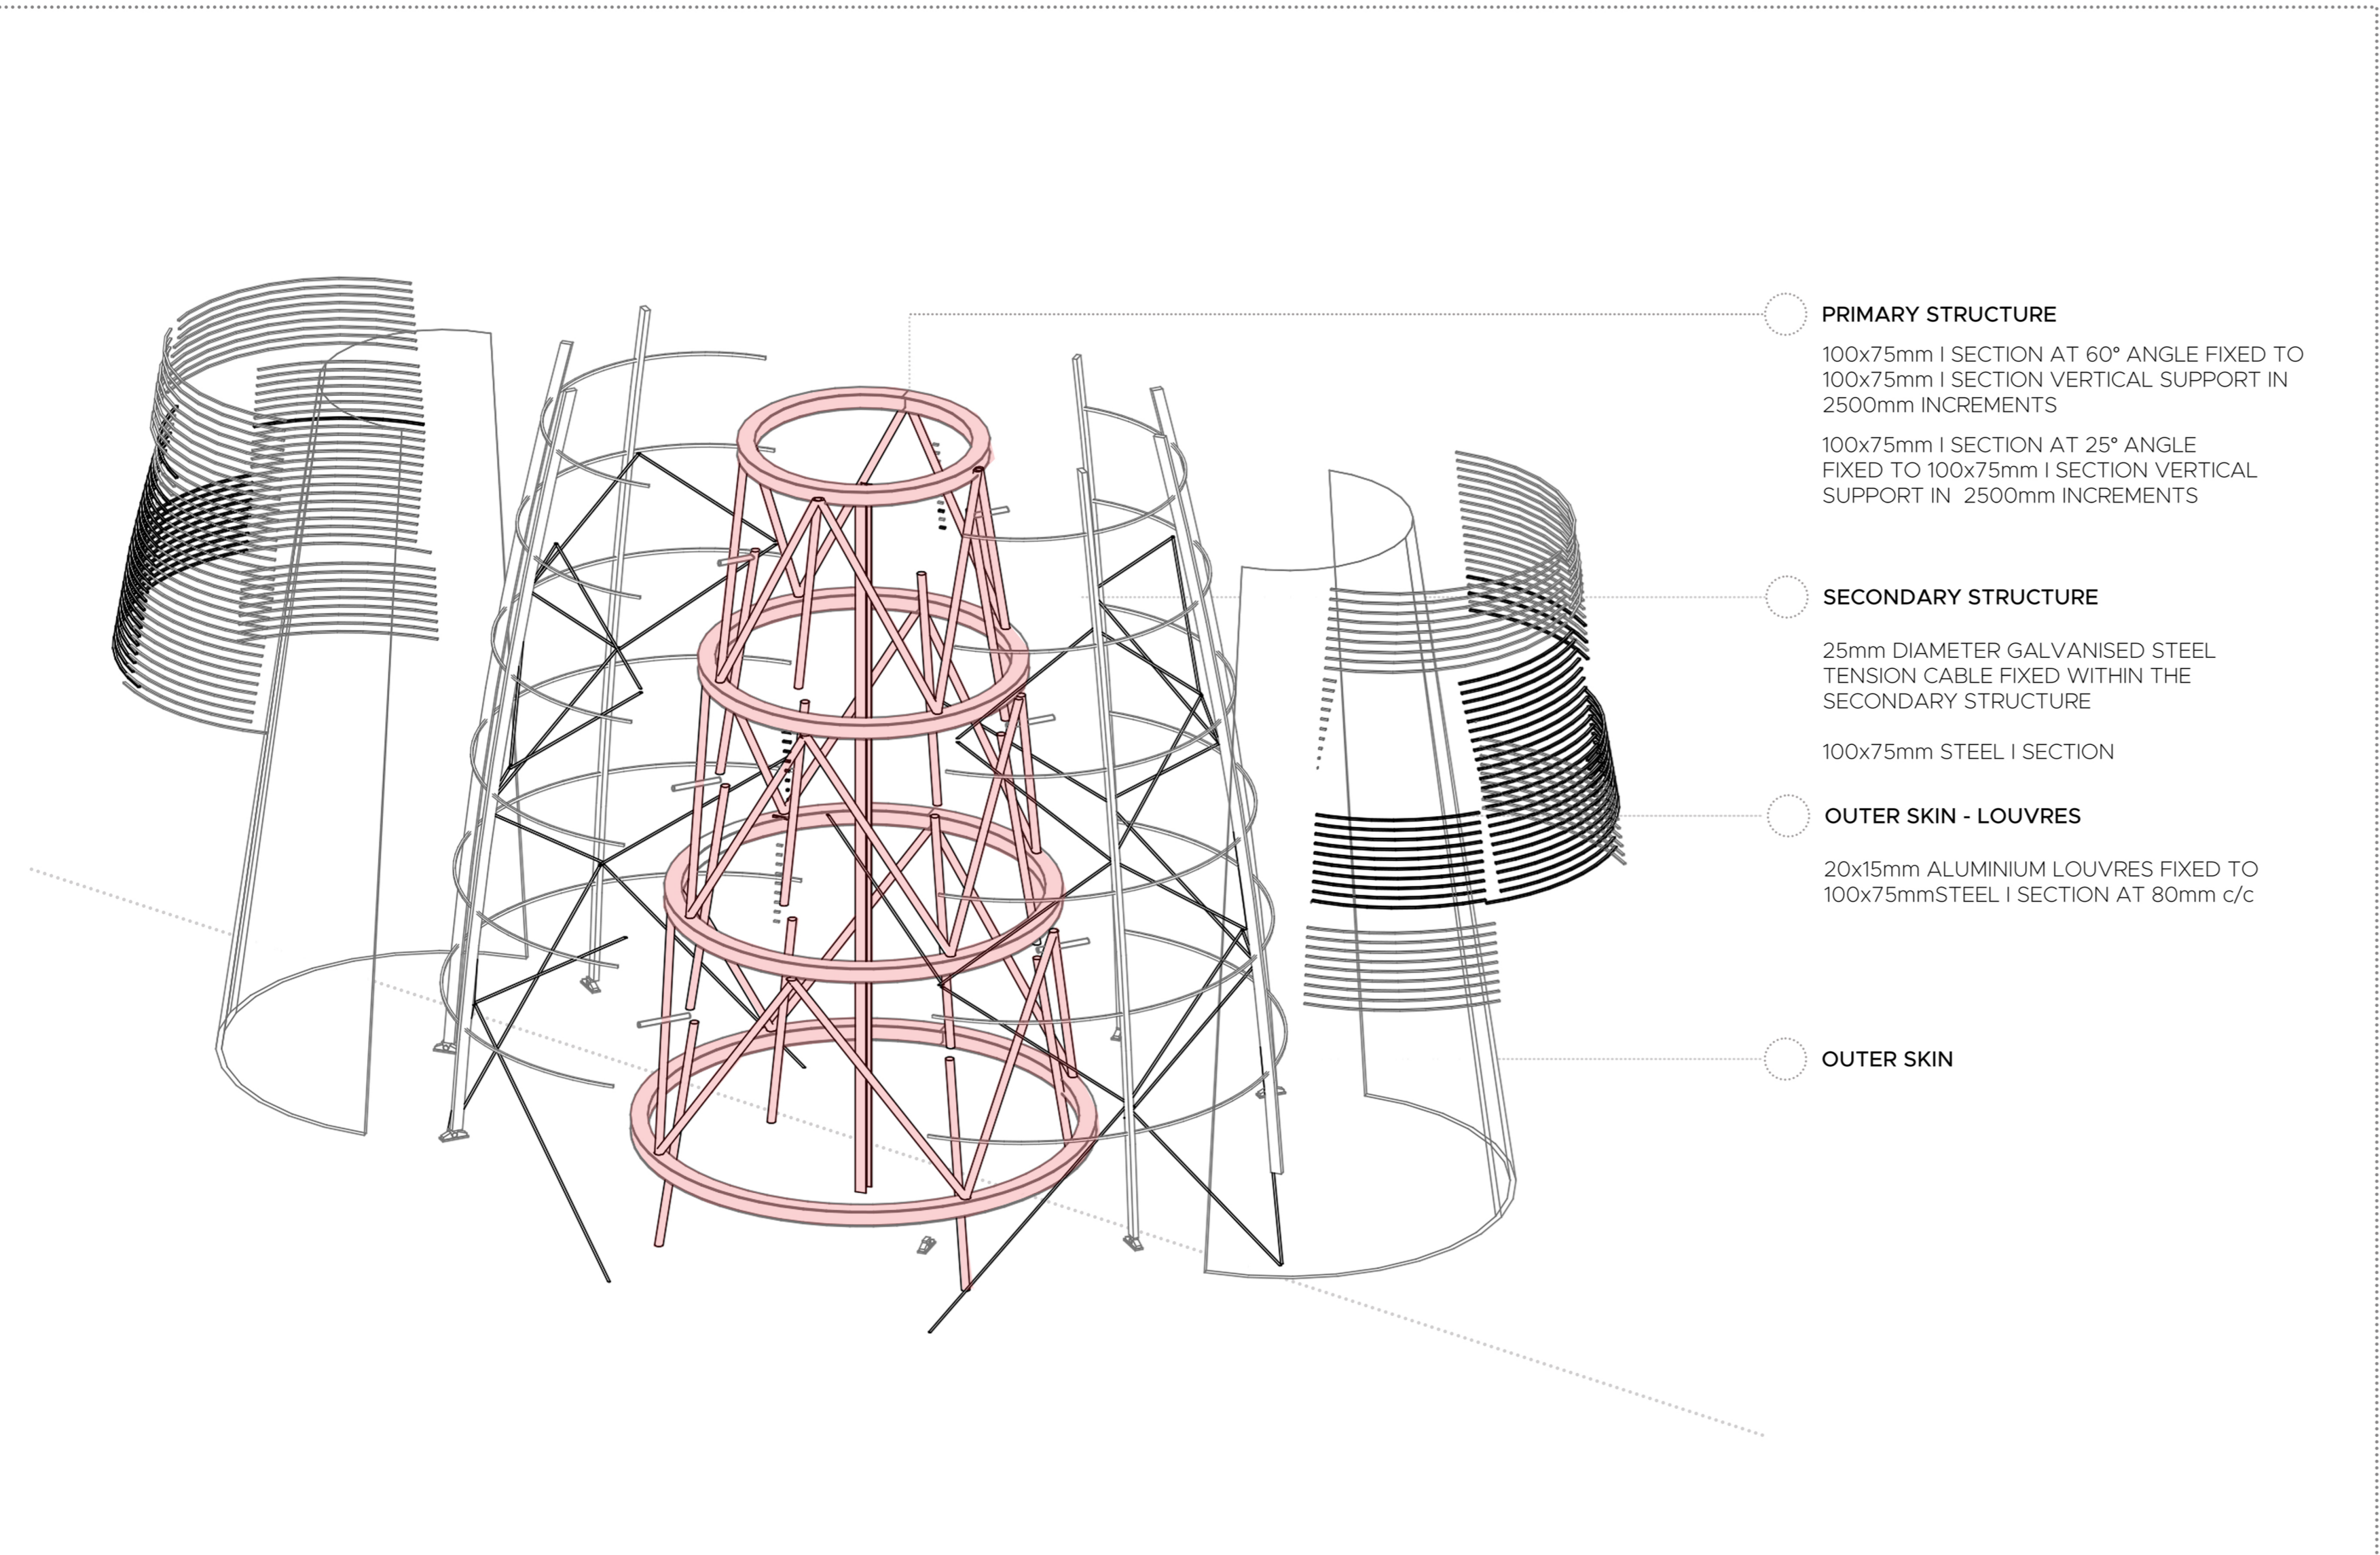 PRIMARY STRUCTURE
100x75mm I SECTION AT 60° ANGLE FIXED TO
100x75mm I SECTION VERTICAL SUPPORT IN
2500mm INCREMENTS
100x75mm I SECTION AT 25° ANGLE
FIXED TO 100x75mm I SECTION VERTICAL
SUPPORT IN  2500mm INCREMENTS
SECONDARY STRUCTURE
25mm DIAMETER GALVANISED STEEL
TENSION CABLE FIXED WITHIN THE
SECONDARY STRUCTURE
100x75mm STEEL I SECTION
OUTER SKIN - LOUVRES
20x15mm ALUMINIUM LOUVRES FIXED TO
100x75mmSTEEL I SECTION AT 80mm c/c
OUTER SKIN